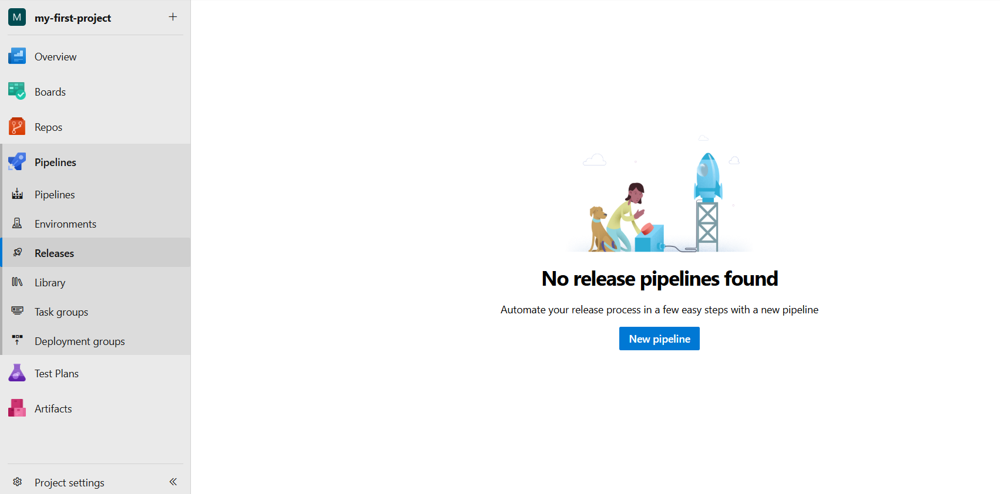 M my-first-project +
Overview
Boards
Repos
Pipelines
Pipelines
Environments
Releases
Library
Task groups
Deployment groups
Test Plans
Artifacts
Project settings
No release pipelines found
Automate your release process in a few easy steps with a new pipeline
New pipeline